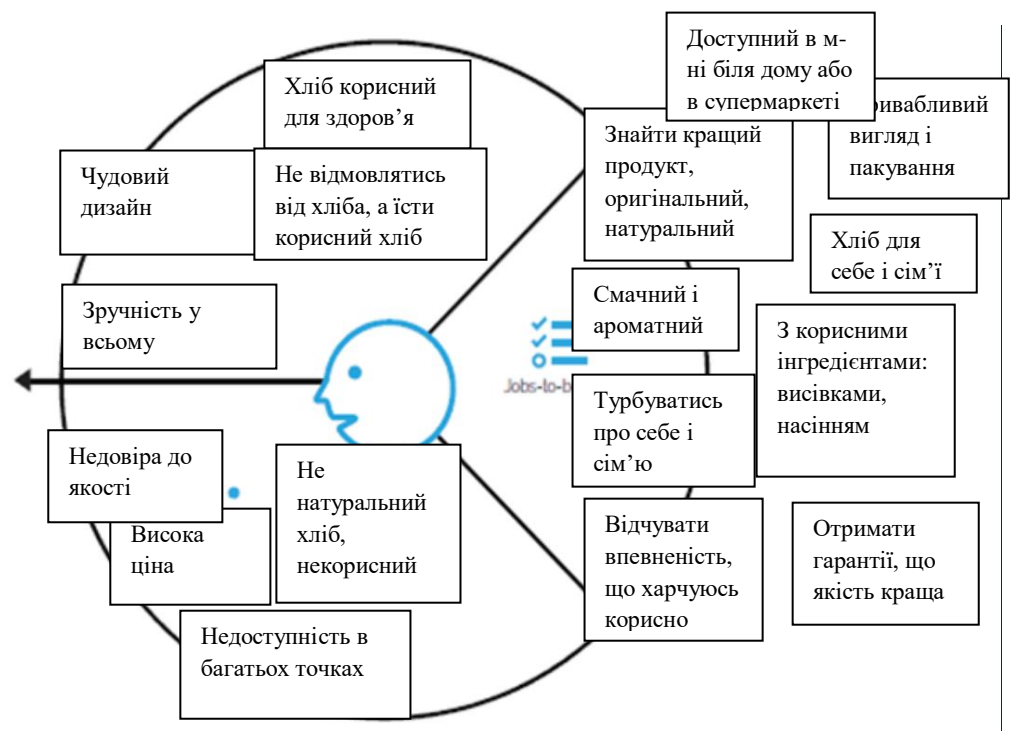 Доступний в м-
ні біля дому або
в супермаркеті
вигляд і
пакування
Хліб корисний
для здоров’я
Знайти кращий
продукт,
оригінальний,
натуральний
Чудовий
дизайн
Не відмовлятись
від хліба, а їсти
корисний хліб
Хліб для
себе і сім’ї
Смачний і
ароматний
Зручність у
всьому
З корисними
інгредієнтами:
висівками,
насінням
Jobs-to-b
Турбуватись
про себе і
сім’ю
Недовіра до
якості
Не
натуральний
хліб,
некорисний
Висока
ціна
Відчувати
впевненість,
що харчуюсь
корисно
Отримати
гарантії, що
якість краща
Недоступність в
багатьох точках